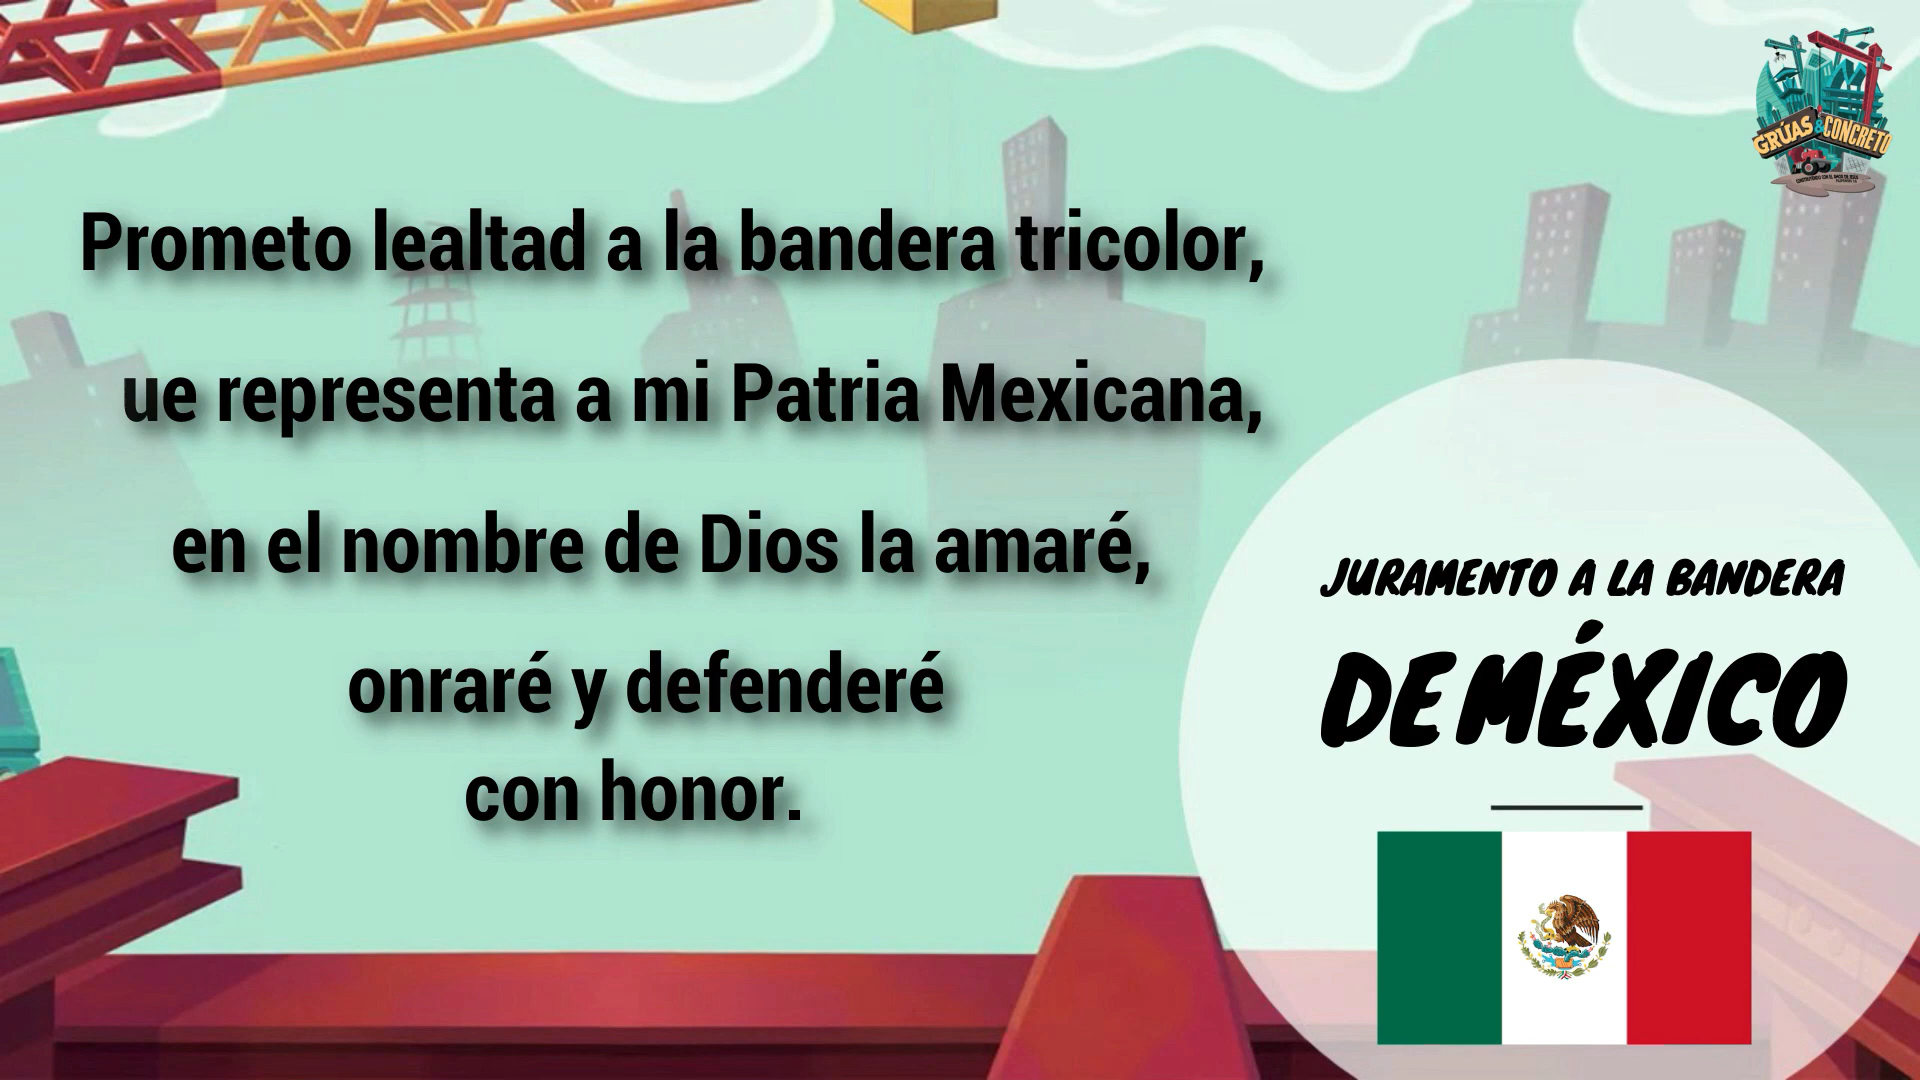 Prometo lealtad a la bandera tricolor,
ue representa a mi Patria Mexicana,
en el nombre de Dios la amaré,
onraré y defenderé
con honor.
GRÚAS & CONCRETO
JURAMENTO A LA BANDERA
DE MÉXICO